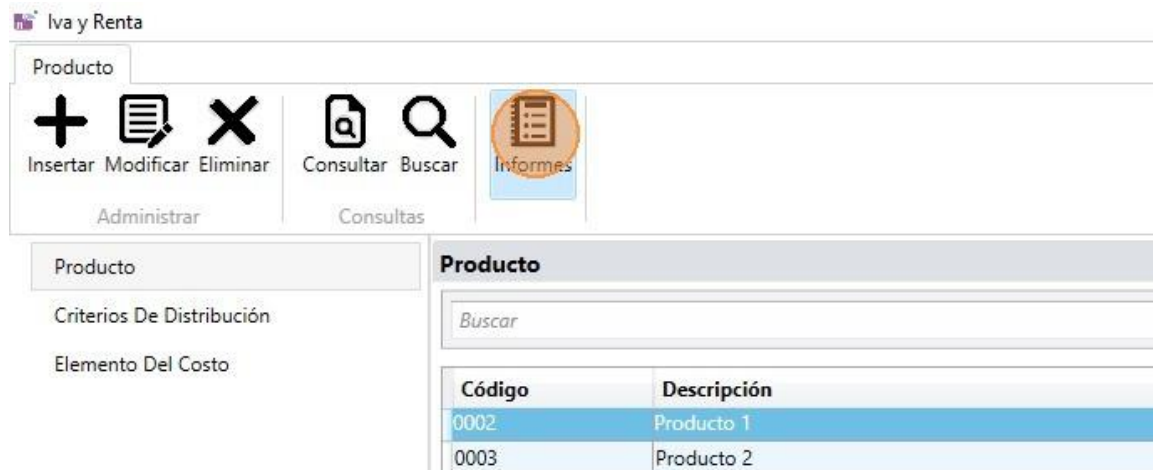 Iva y Renta
Producto
Insertar Modificar Eliminar Consultar Buscar Informes
Administrar Consultas
Producto
Criterios De Distribución
Elemento Del Costo
Producto
Buscar
Código Descripción
0002 Producto 1
0003 Producto 2